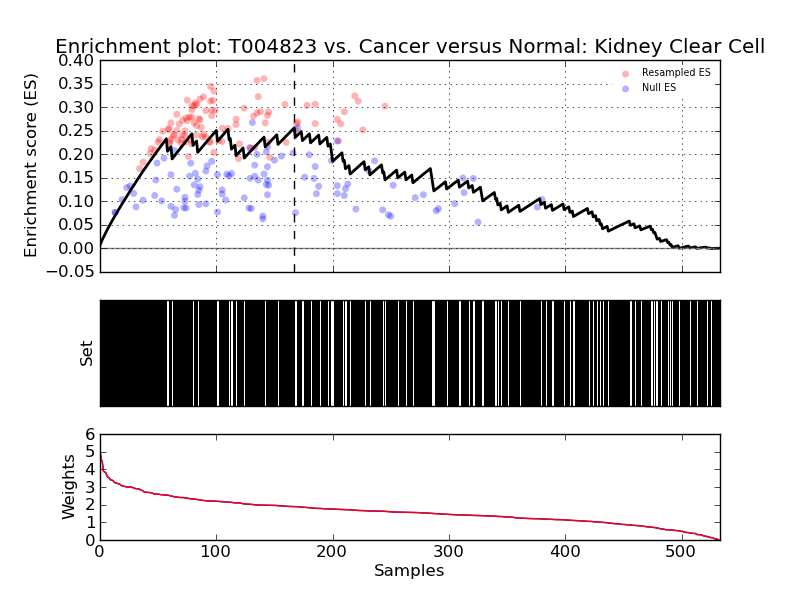 Enrichment plot: T004823 vs. Cancer versus Normal: Kidney Clear Cell
Enrichment score (ES)
0.40
0.35
0.30
0.25
0.20
0.15
0.10
0.05
0.00
−0.05
Resampled ES
Null ES
Set
Weights
6
5
4
3
2
1
0
0 100 200 300 400 500
Samples